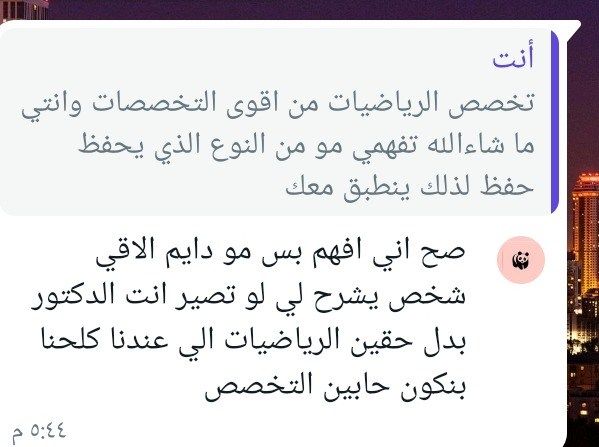 أنت
تخصص الرياضيات من اقوى التخصصات وانتي
ما شاءالله تفهمي مو من النوع الذي يحفظ
حفظ لذلك ينطبق معك
صح اني افهم بس مو دايم الاقي
شخص يشرح لي لو تصير انت الدكتور
بدل حقين الرياضيات الي عندنا كلحنا
بنكون حابين التخصص
٥:٤٤ م